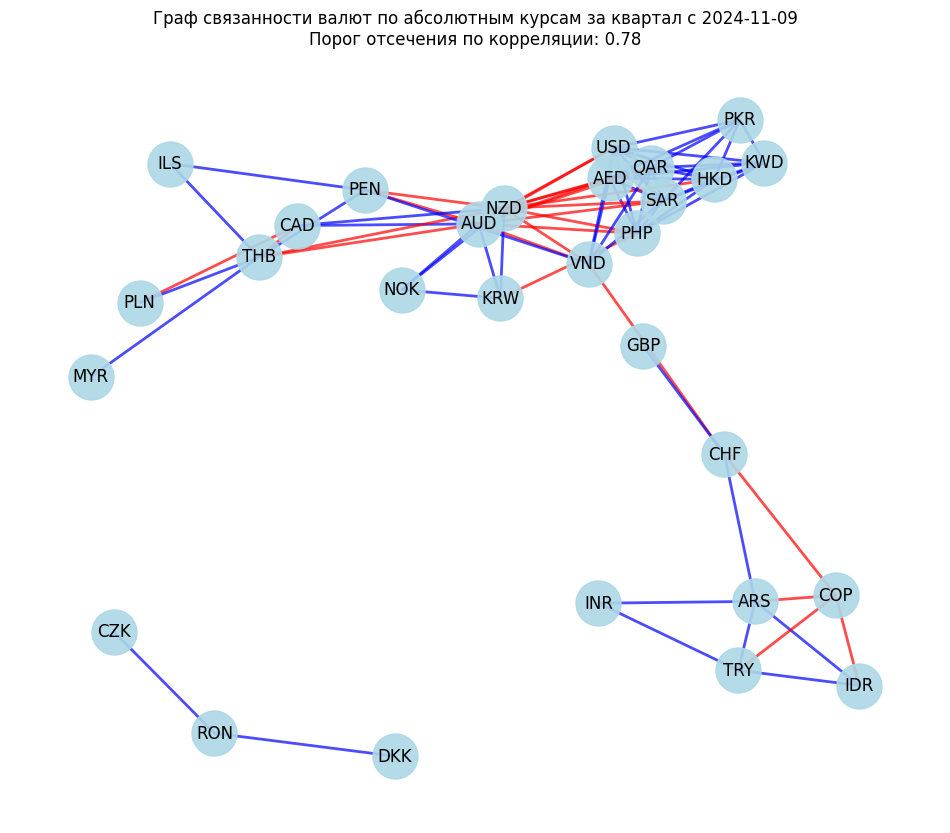 Граф связанности валют по абсолютным курсам за квартал с 2024-11-09
Порог отсечения по корреляции: 0.78
PKR
USD
KWD
ILS
QAR
AED
HKD
PEN
SAR
NZD
AUD
CAD
PHP
THB
VND
NOK
KRW
PLN
GBP
MYR
CHF
COP
ARS
INR
CZK
TRY
IDR
RON
DKK